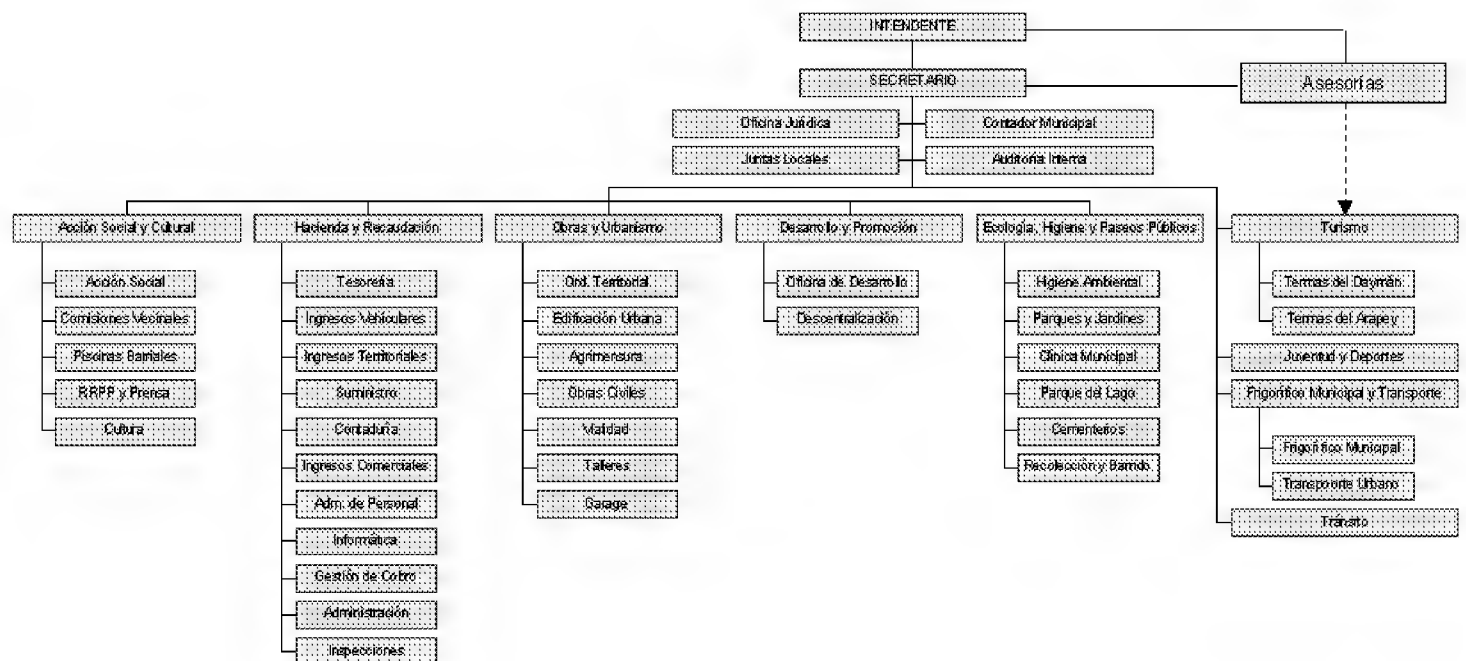 INTENDENTE
SECRETARIO
Asesorías
Oficina Jurídica
Contador Municipal
Juntas Locales
Auditoría Interna
Acción Social y Cultural
Acción Social
Comisiones Vecinales
Piscinas Barriales
RRPP y Prensa
Cultura
Hacienda y Recaudación
Tesorería
Ingresos Vehiculares
Ingresos Territoriales
Suministro
Contaduría
Ingresos Comerciales
Adm. de Personal
Informática
Gestión de Cobro
Administración
Inspecciones
Obras y Urbanismo
Ord. Territorial
Edificación Urbana
Agrimensura
Obras Civiles
Vialidad
Talleres
Garage
Desarrollo y Promoción
Oficina de Desarrollo
Descentralización
Ecología, Higiene y Paseos Públicos
Higiene Ambiental
Parques y Jardines
Clínica Municipal
Parque del Lago
Cementerios
Recolección y Barrido
Turismo
Termas del Daymán
Termas del Arapey
Juventud y Deportes
Frigorífico Municipal y Transporte
Frigorífico Municipal
Transpoorte Urbano
Tránsito